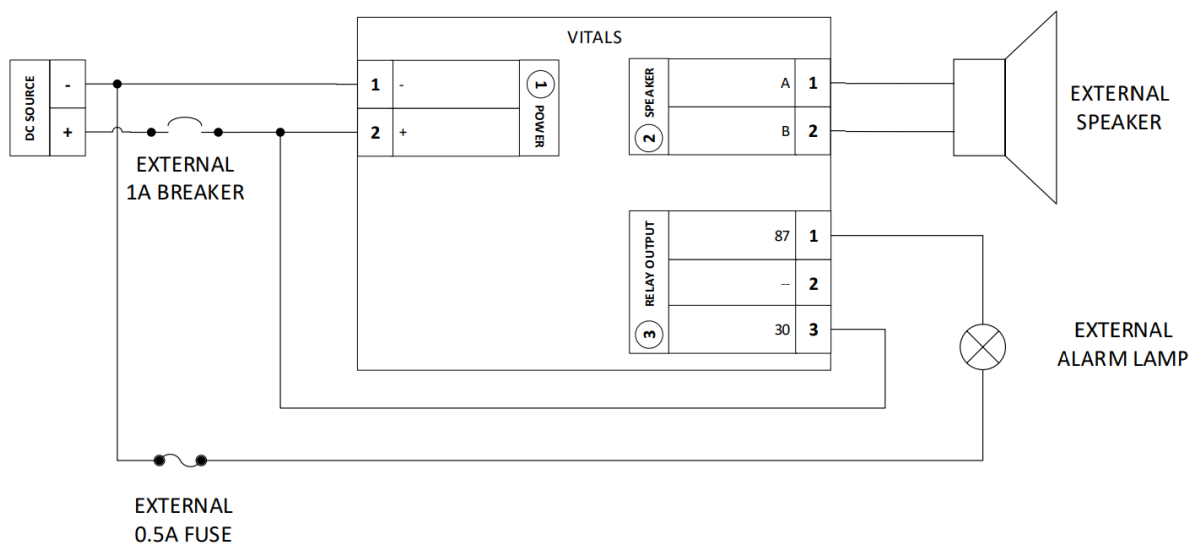 VITALS
DC SOURCE
-
+
1
-
2
+
1
POWER
EXTERNAL
1A BREAKER
2
SPEAKER
A
1
B
2
EXTERNAL
SPEAKER
3
RELAY OUTPUT
87
1
--
2
30
3
EXTERNAL
ALARM LAMP
EXTERNAL
0.5A FUSE